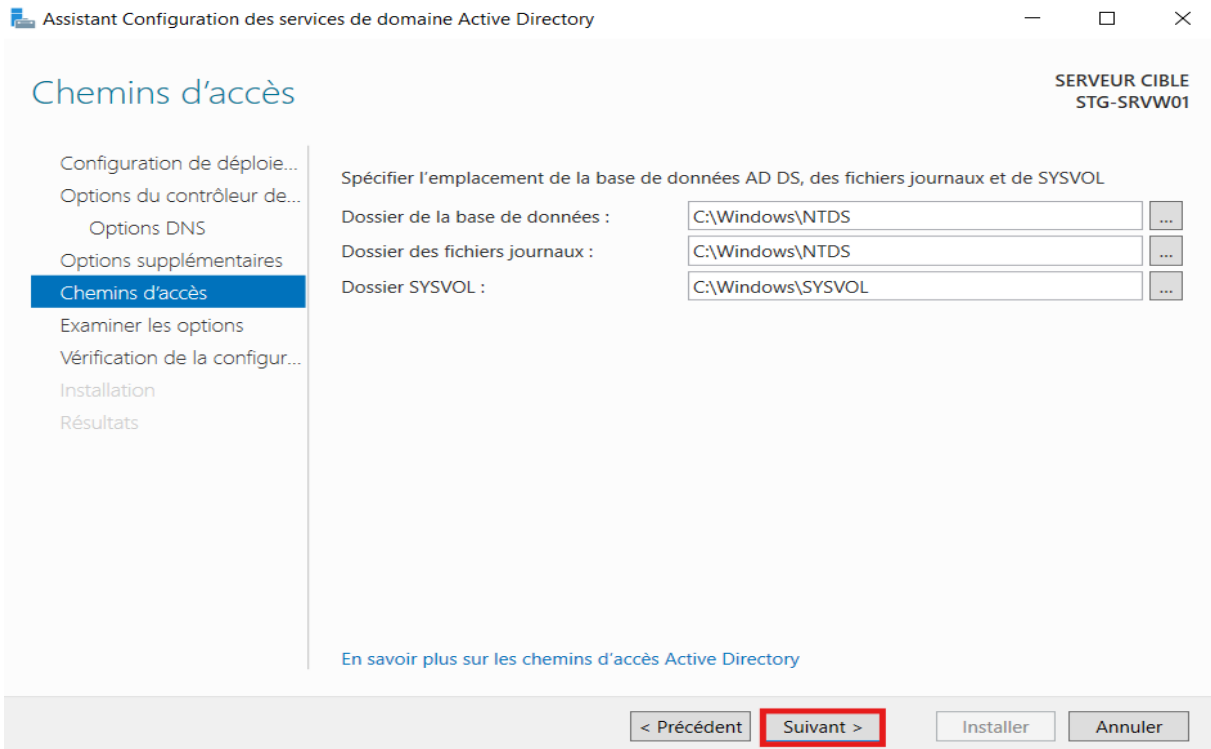 Assistant Configuration des services de domaine Active Directory
Chemins d’accès
SERVEUR CIBLE
STG-SRVW01
Configuration de déploie...
Options du contrôleur de...
Options DNS
Options supplémentaires
Chemins d’accès
Examiner les options
Vérification de la configur...
Installation
Résultats
Spécifier l’emplacement de la base de données AD DS, des fichiers journaux et de SYSVOL
Dossier de la base de données : C:\Windows\NTDS ...
Dossier des fichiers journaux : C:\Windows\NTDS ...
Dossier SYSVOL : C:\Windows\SYSVOL ...
En savoir plus sur les chemins d’accès Active Directory
< Précédent Suivant > Installer Annuler